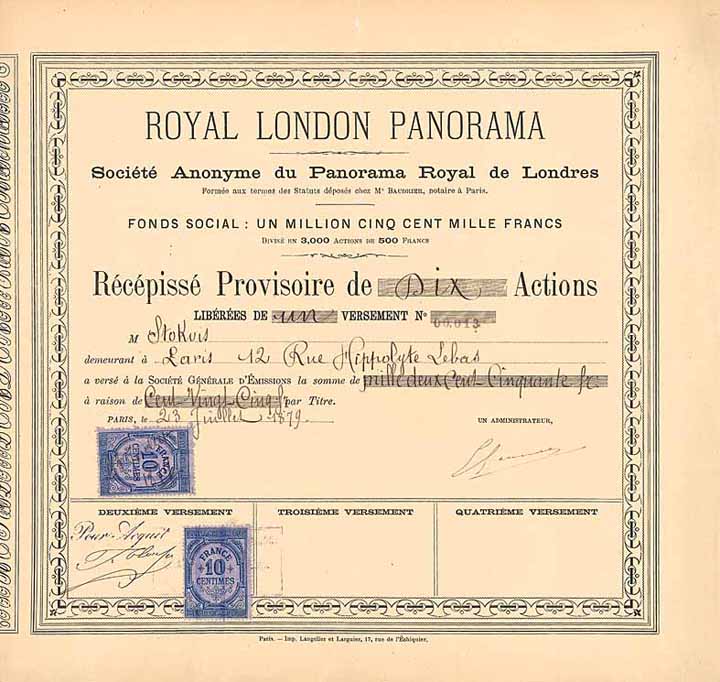 ROYAL LONDON PANORAMA
Société Anonyme du Panorama Royal de Londres
Formée aux termes des Statuts déposés chez Me BAUDRIER, notaire à Paris.
FONDS SOCIAL : UN MILLION CINQ CENT MILLE FRANCS
DIVISÉ EN 3,000 ACTIONS DE 500 FRANCS
Récépissé Provisoire de Dix Actions
LIBÉRÉES DE un VERSEMENT No 00.013
M Stokvis
demeurant à Paris 12 Rue Hippolyte Lebas
a versé à la SOCIÉTÉ GÉNÉRALE D'ÉMISSIONS la somme de mille deux Cent Cinquante fc
à raison de Cent Vingt Cinq f par Titre.
PARIS, le 23 Juillet 1879
UN ADMINISTRATEUR,
FRANCE
10
CENTIMES
DEUXIÈME VERSEMENT
TROISIÈME VERSEMENT
QUATRIÈME VERSEMENT
Pour Acquit
FRANCE
10
CENTIMES
Paris. — Imp. Langellier et Larguier, 17, rue de l'Échiquier.